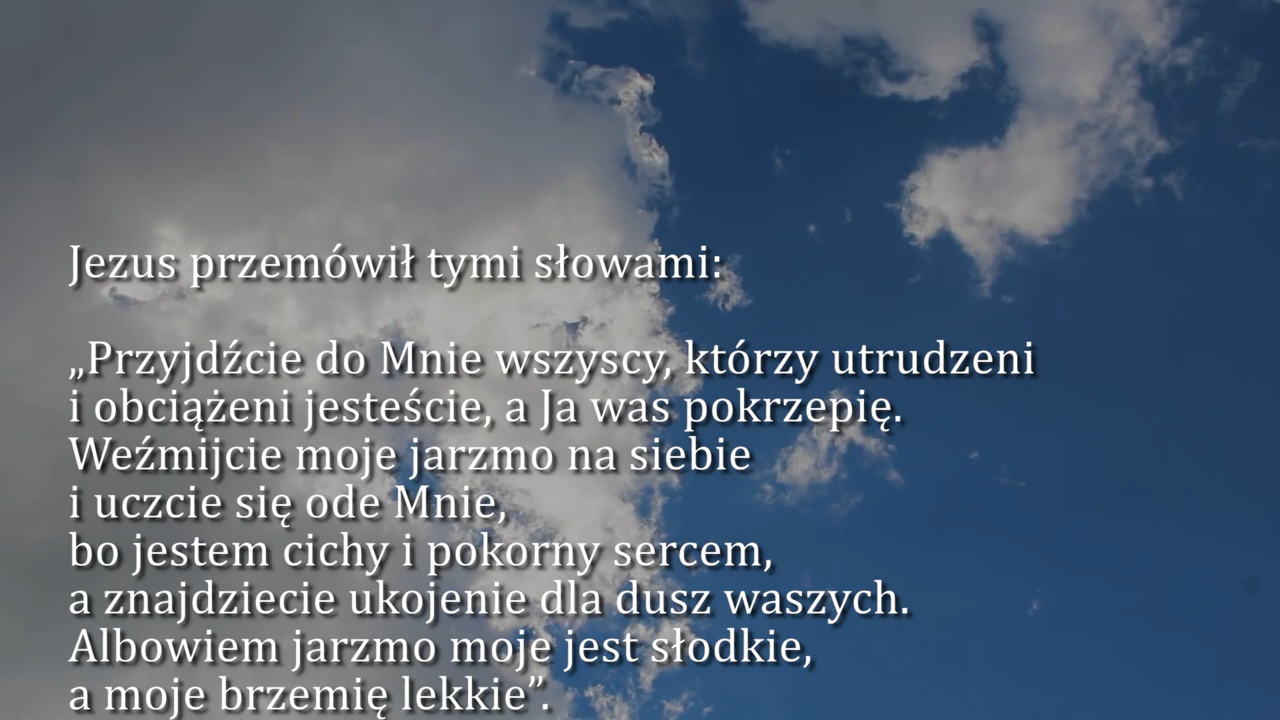 Jezus przemówił tymi słowami:
„Przyjdźcie do Mnie wszyscy, którzy utrudzeni
i obciążeni jesteście, a Ja was pokrzepię.
Weźmijcie moje jarzmo na siebie
i uczcie się ode Mnie,
bo jestem cichy i pokorny sercem,
a znajdziecie ukojenie dla dusz waszych.
Albowiem jarzmo moje jest słodkie,
a moje brzemię lekkie”.